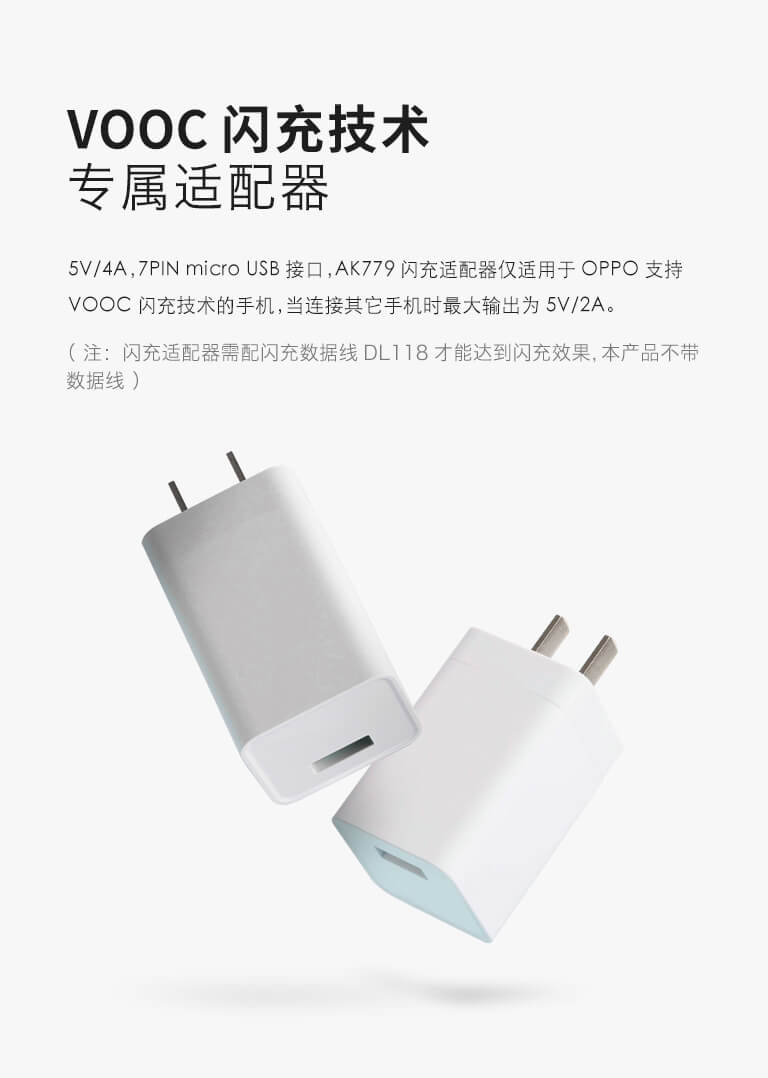 VOOC 闪充技术
专属适配器
5V/4A,7PIN micro USB 接口,AK779 闪充适配器仅适用于 OPPO 支持
VOOC 闪充技术的手机,当连接其它手机时最大输出为 5V/2A。
( 注: 闪充适配器需配闪充数据线 DL118 才能达到闪充效果, 本产品不带
数据线 )